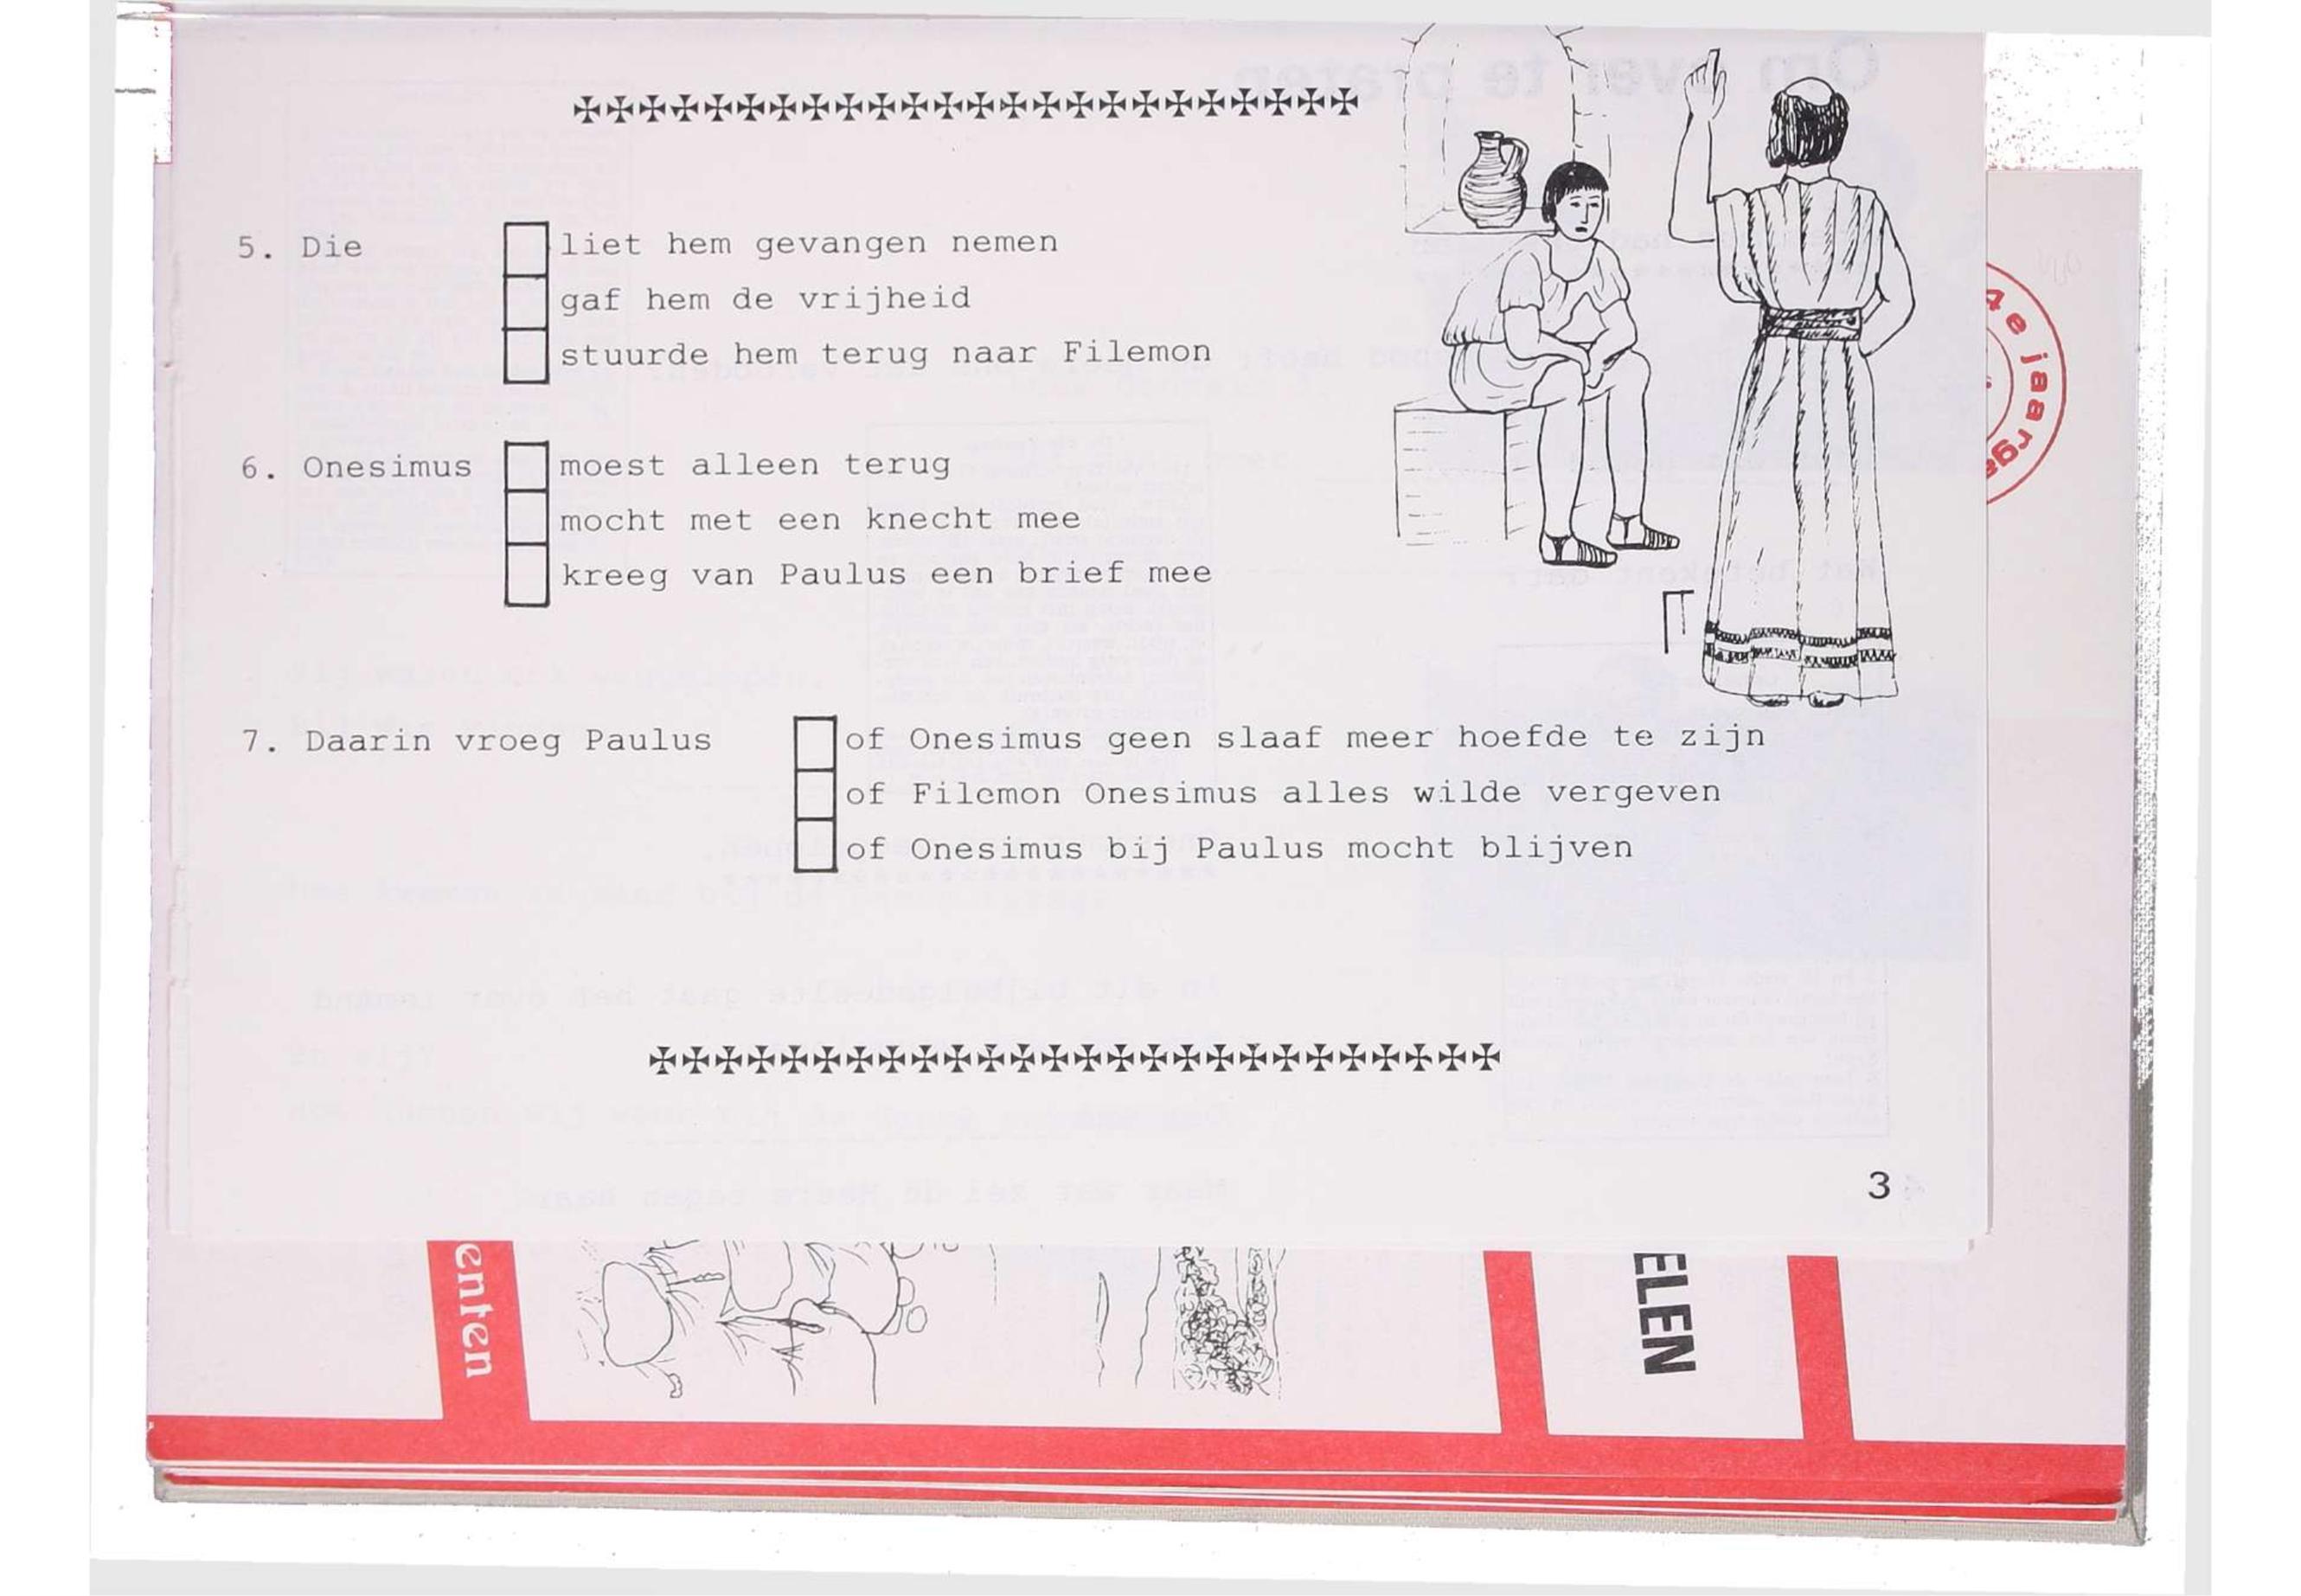 5. Die
liet hem gevangen nemen
gaf hem de vrijheid
stuurde hem terug naar Filemon
6. Onesimus
moest alleen terug
mocht met een knecht mee
kreeg van Paulus een brief mee
7. Daarin vroeg Paulus
of Onesimus geen slaaf meer hoefde te zijn
of Filemon Onesimus alles wilde vergeven
of Onesimus bij Paulus mocht blijven
3
4e jaarga
enten
ELEN